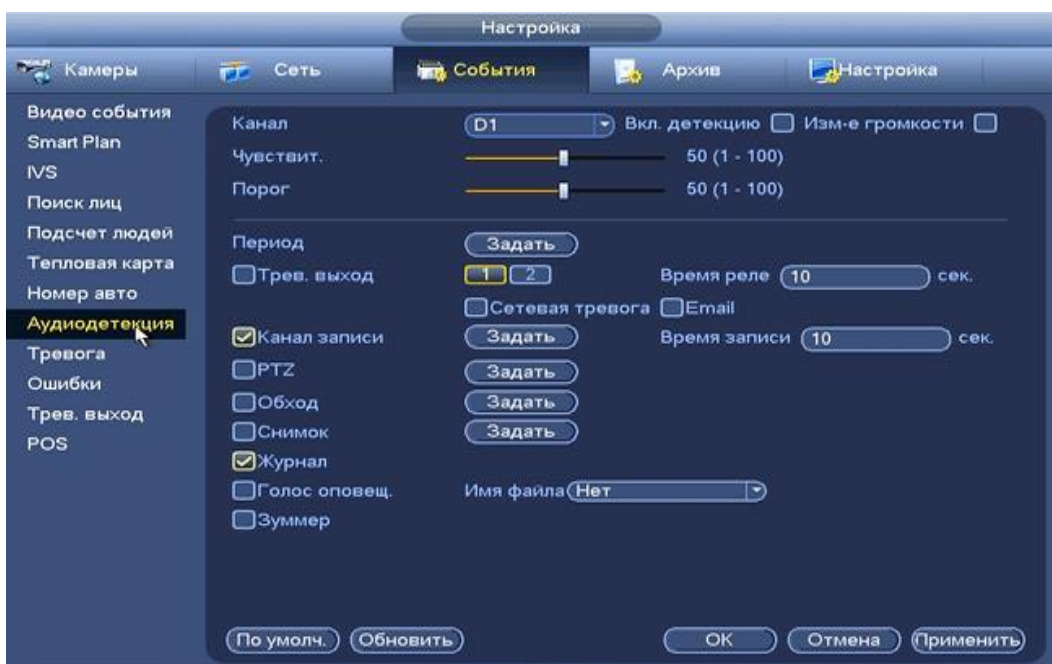 Настройка
Камеры Сеть События Архив Настройка
Видео события
Smart Plan
IVS
Поиск лиц
Подсчет людей
Тепловая карта
Номер авто
Аудиодетекция
Тревога
Ошибки
Трев. выход
POS
Канал D1 Вкл. детекцию Изм-е громкости
Чувствит. 50 (1 - 100)
Порог 50 (1 - 100)
Период Задать
Трев. выход 1 2 Время реле 10 сек.
Сетевая тревога Email
Канал записи Задать Время записи 10 сек.
PTZ Задать
Обход Задать
Снимок Задать
Журнал
Голос оповещ. Имя файла Нет
Зуммер
По умолч. Обновить OK Отмена Применить